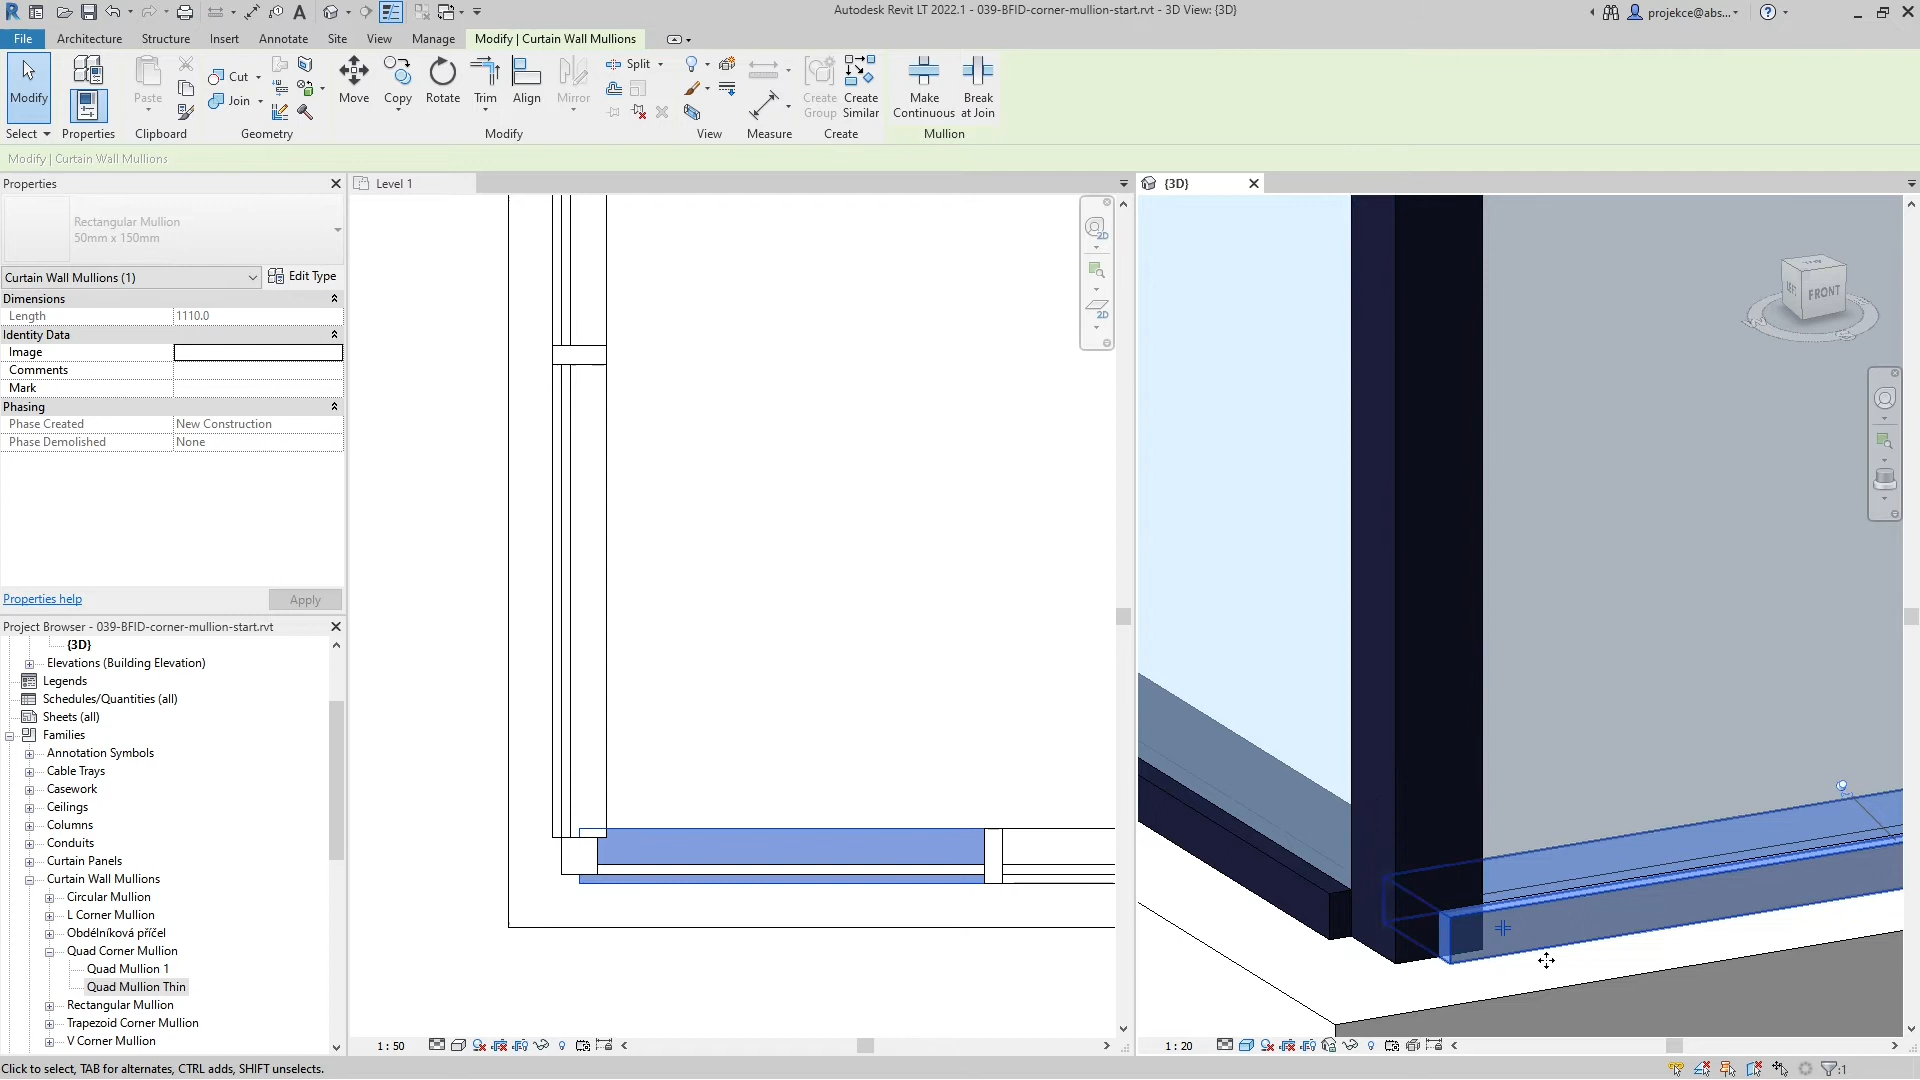 Autodesk Revit LT 2022.1 - 039-BFID-corner-mullion-start.rvt - 3D View: {3D}
projekce@abs...
File
Architecture
Structure
Insert
Annotate
Site
View
Manage
Modify | Curtain Wall Mullions
Modify
Paste
Cut
Join
Move
Copy
Rotate
Trim
Align
Mirror
Split
Create Group
Create Similar
Make Continuous
Break at Join
Select
Properties
Clipboard
Geometry
Modify
View
Measure
Create
Mullion
Modify | Curtain Wall Mullions
Properties
Rectangular Mullion
50mm x 150mm
Curtain Wall Mullions (1)
Edit Type
Dimensions
Length 1110.0
Identity Data
Image
Comments
Mark
Phasing
Phase Created New Construction
Phase Demolished None
Properties help
Apply
Project Browser - 039-BFID-corner-mullion-start.rvt
{3D}
Elevations (Building Elevation)
Legends
Schedules/Quantities (all)
Sheets (all)
Families
Annotation Symbols
Cable Trays
Casework
Ceilings
Columns
Conduits
Curtain Panels
Curtain Wall Mullions
Circular Mullion
L Corner Mullion
Obdélníková příčel
Quad Corner Mullion
Quad Mullion 1
Quad Mullion Thin
Rectangular Mullion
Trapezoid Corner Mullion
V Corner Mullion
Level 1
2D
2D
1 : 50
{3D}
LEFT
FRONT
1 : 20
Click to select, TAB for alternates, CTRL adds, SHIFT unselects.
:1